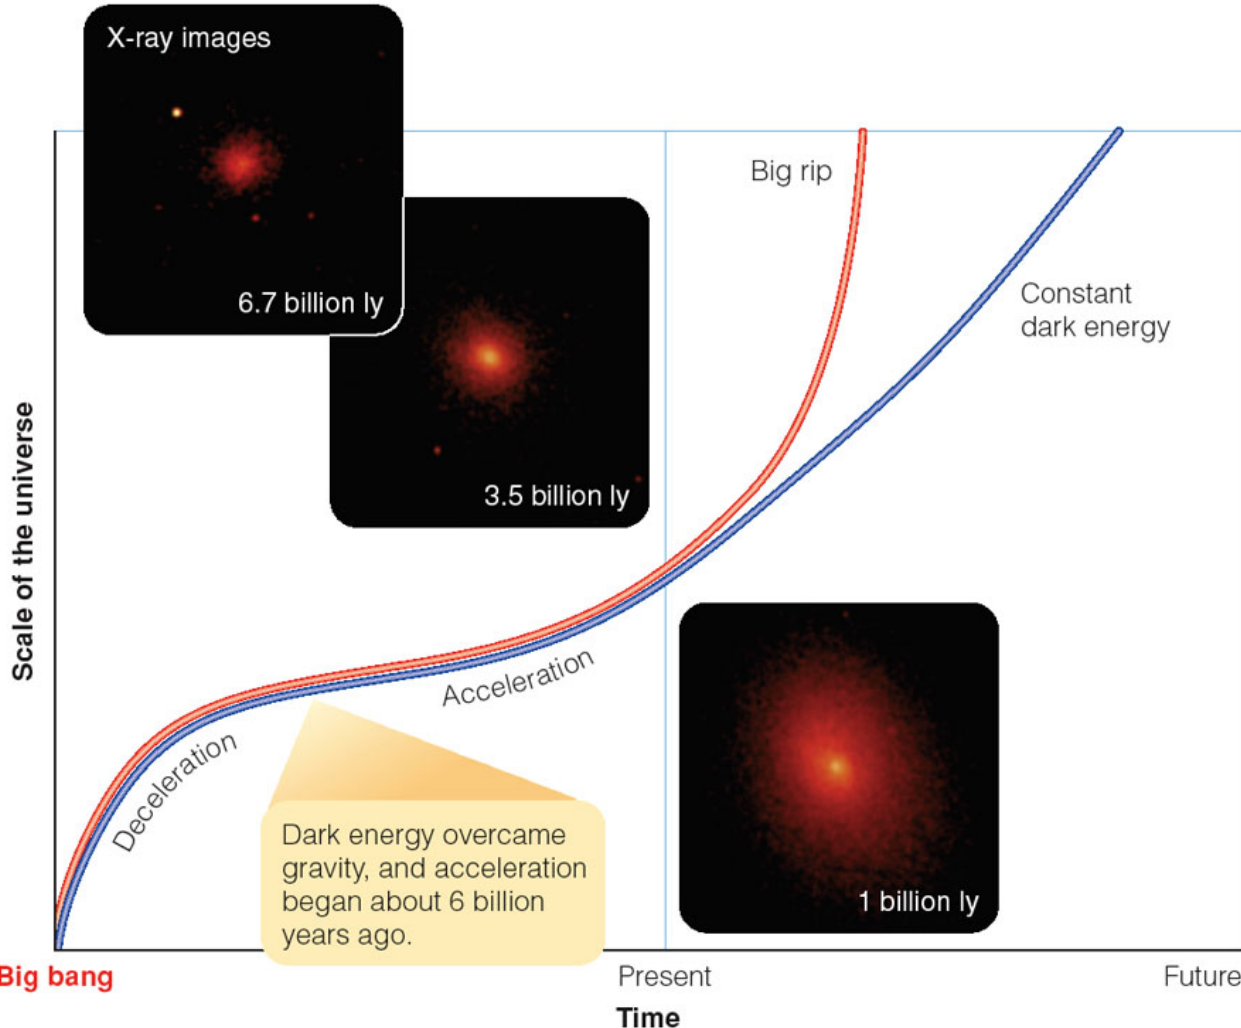 X-ray images
6.7 billion ly
3.5 billion ly
Big rip
Constant
dark energy
Scale of the universe
Acceleration
Deceleration
Dark energy overcame
gravity, and acceleration
began about 6 billion
years ago.
1 billion ly
Big bang
Present
Future
Time